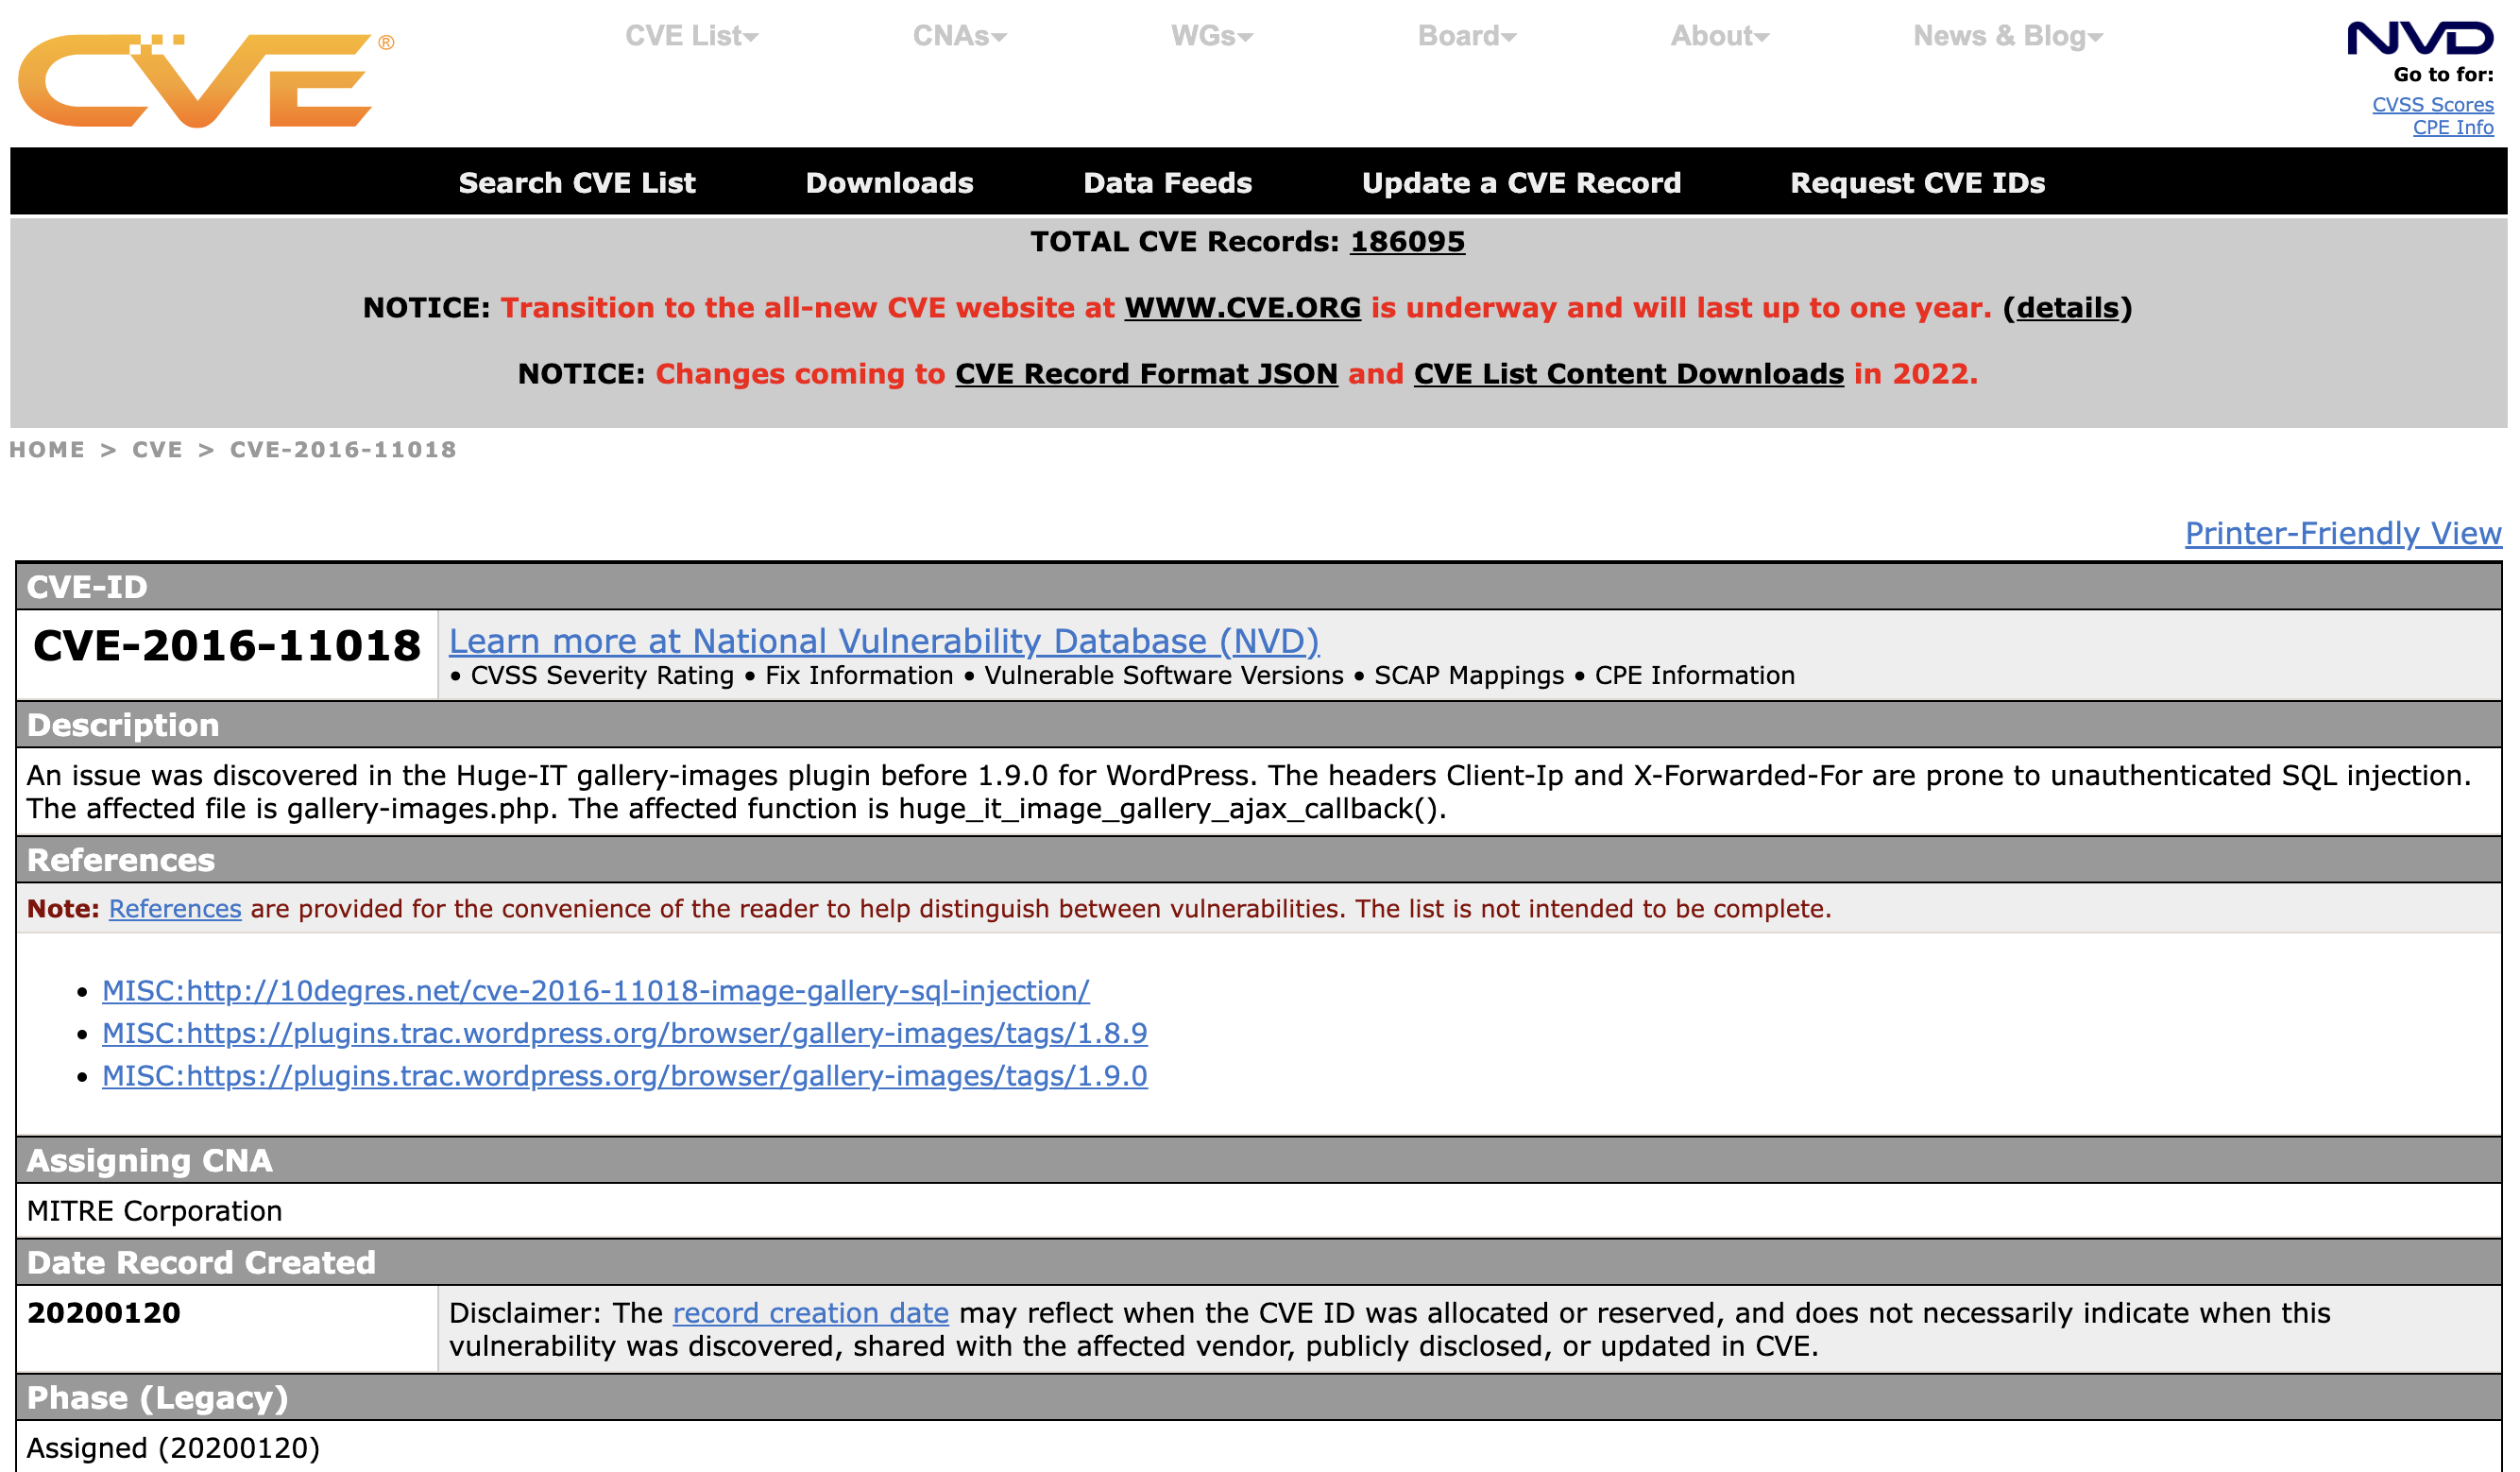 CVE®
CVE List CNAs WGs Board About News & Blog
NVD
Go to for:
CVSS Scores
CPE Info
Search CVE List Downloads Data Feeds Update a CVE Record Request CVE IDs
TOTAL CVE Records: 186095
NOTICE: Transition to the all-new CVE website at WWW.CVE.ORG is underway and will last up to one year. (details)
NOTICE: Changes coming to CVE Record Format JSON and CVE List Content Downloads in 2022.
HOME > CVE > CVE-2016-11018
Printer-Friendly View
CVE-ID
CVE-2016-11018
Learn more at National Vulnerability Database (NVD)
• CVSS Severity Rating • Fix Information • Vulnerable Software Versions • SCAP Mappings • CPE Information
Description
An issue was discovered in the Huge-IT gallery-images plugin before 1.9.0 for WordPress. The headers Client-Ip and X-Forwarded-For are prone to unauthenticated SQL injection.
The affected file is gallery-images.php. The affected function is huge_it_image_gallery_ajax_callback().
References
Note: References are provided for the convenience of the reader to help distinguish between vulnerabilities. The list is not intended to be complete.
• MISC:http://10degres.net/cve-2016-11018-image-gallery-sql-injection/
• MISC:https://plugins.trac.wordpress.org/browser/gallery-images/tags/1.8.9
• MISC:https://plugins.trac.wordpress.org/browser/gallery-images/tags/1.9.0
Assigning CNA
MITRE Corporation
Date Record Created
20200120
Disclaimer: The record creation date may reflect when the CVE ID was allocated or reserved, and does not necessarily indicate when this
vulnerability was discovered, shared with the affected vendor, publicly disclosed, or updated in CVE.
Phase (Legacy)
Assigned (20200120)